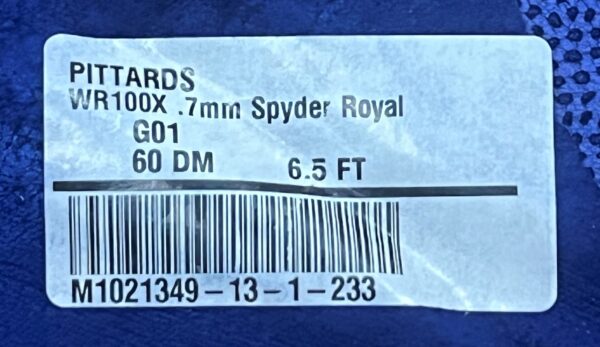 PITTARDS
WR100X .7mm Spyder Royal
G01
60 DM 6.5 FT
M1021349-13-1-233